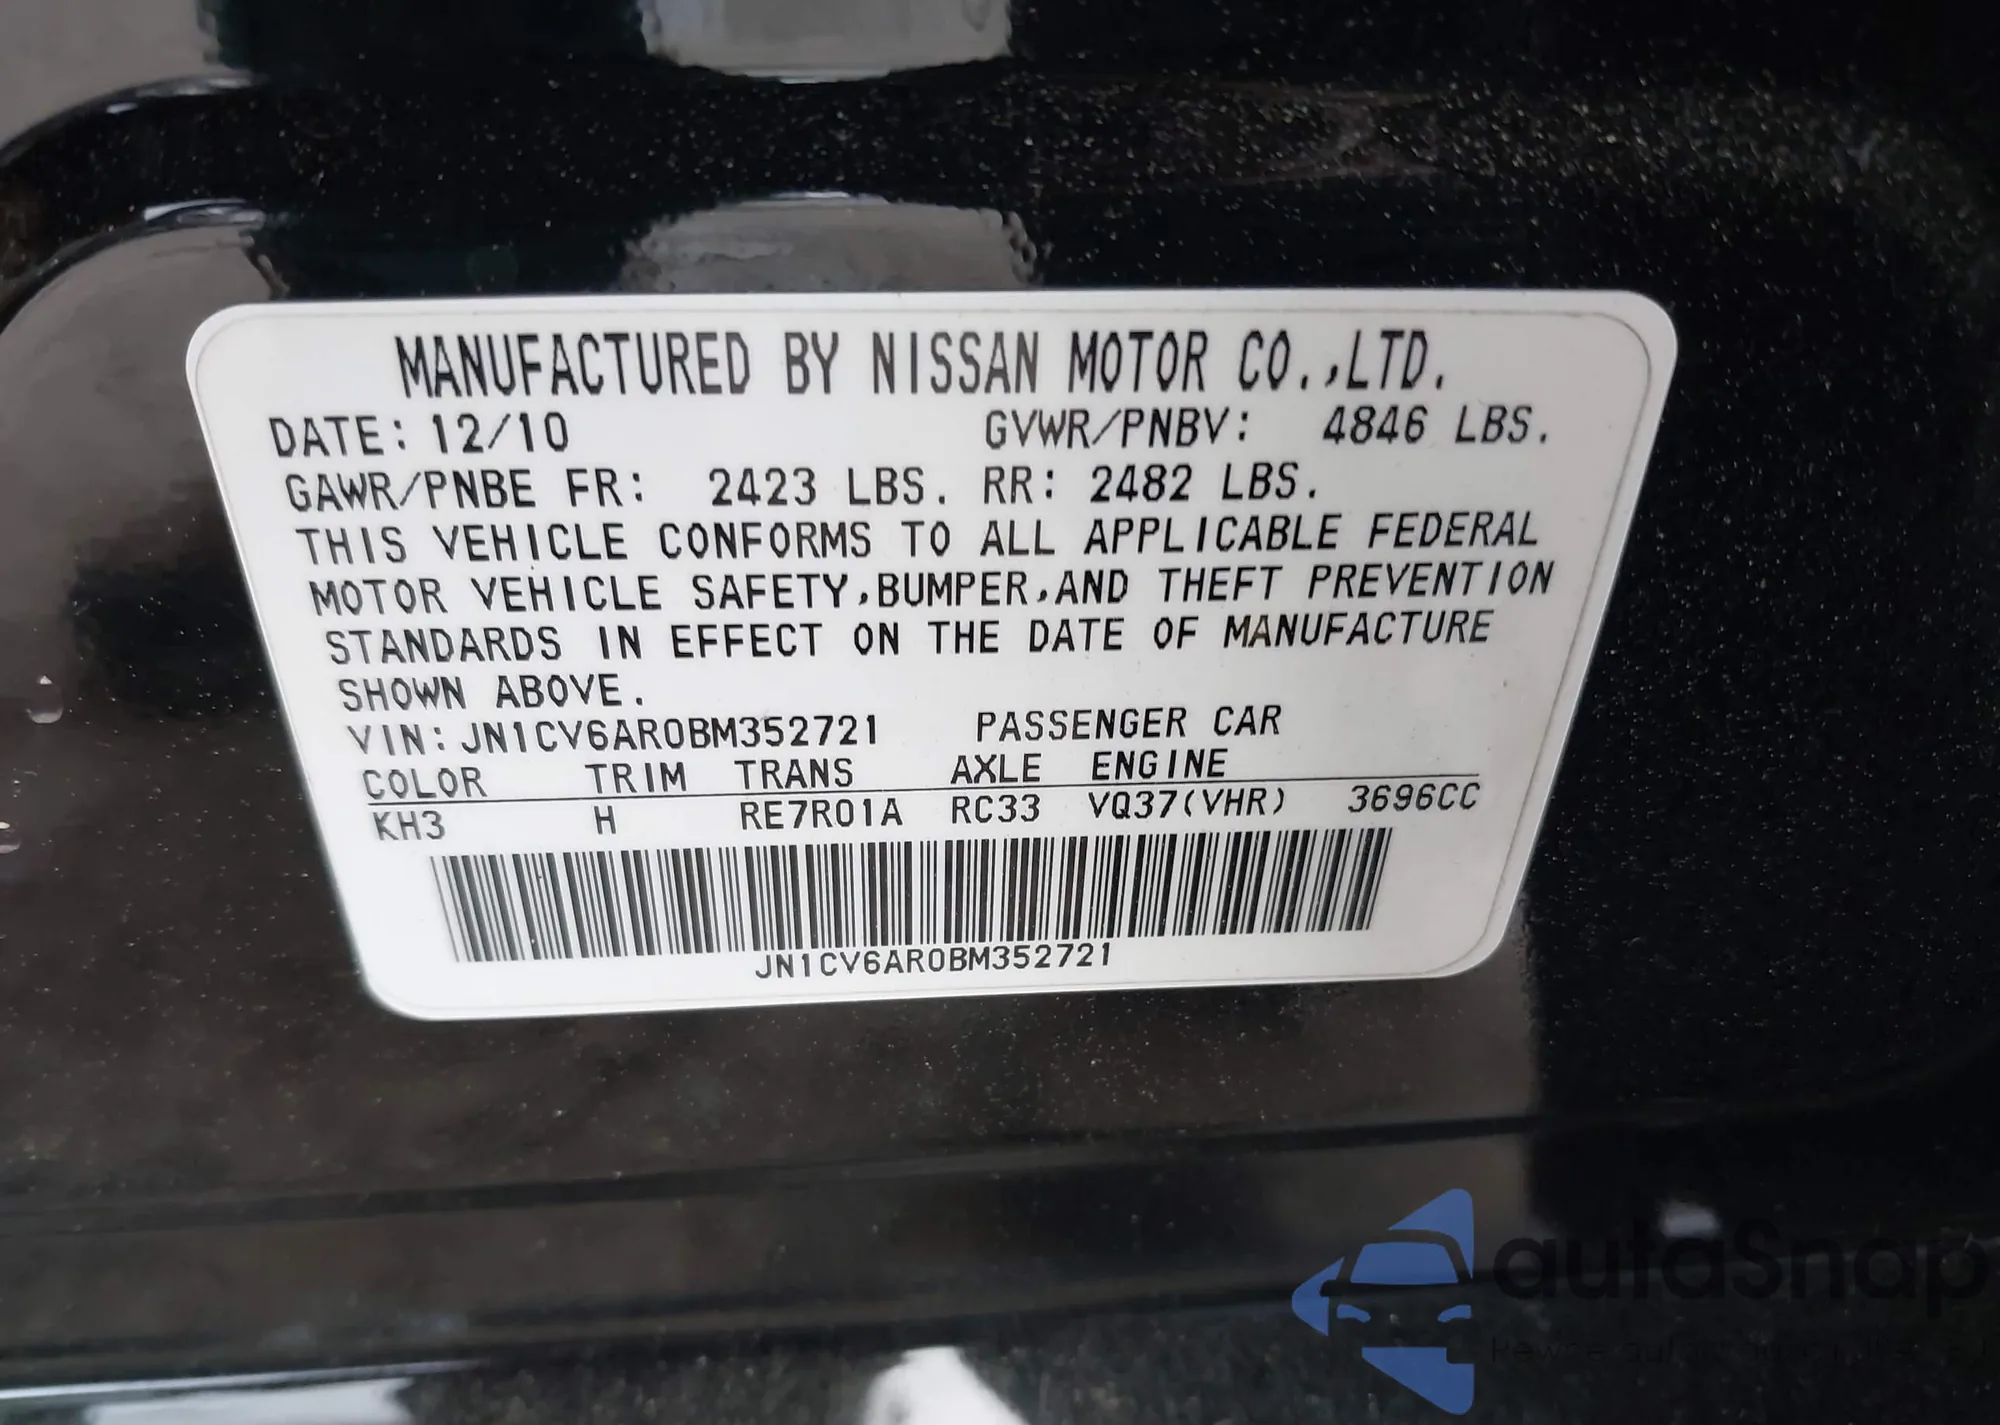 MANUFACTURED BY NISSAN MOTOR CO.,LTD.
DATE: 12/10 GVWR/PNBV: 4846 LBS.
GAWR/PNBE FR: 2423 LBS. RR: 2482 LBS.
THIS VEHICLE CONFORMS TO ALL APPLICABLE FEDERAL
MOTOR VEHICLE SAFETY,BUMPER,AND THEFT PREVENTION
STANDARDS IN EFFECT ON THE DATE OF MANUFACTURE
SHOWN ABOVE.
VIN: JN1CV6AR0BM352721 PASSENGER CAR
COLOR TRIM TRANS AXLE ENGINE
KH3 H RE7R01A RC33 VQ37(VHR) 3696CC
JN1CV6AR0BM352721
autoSnap